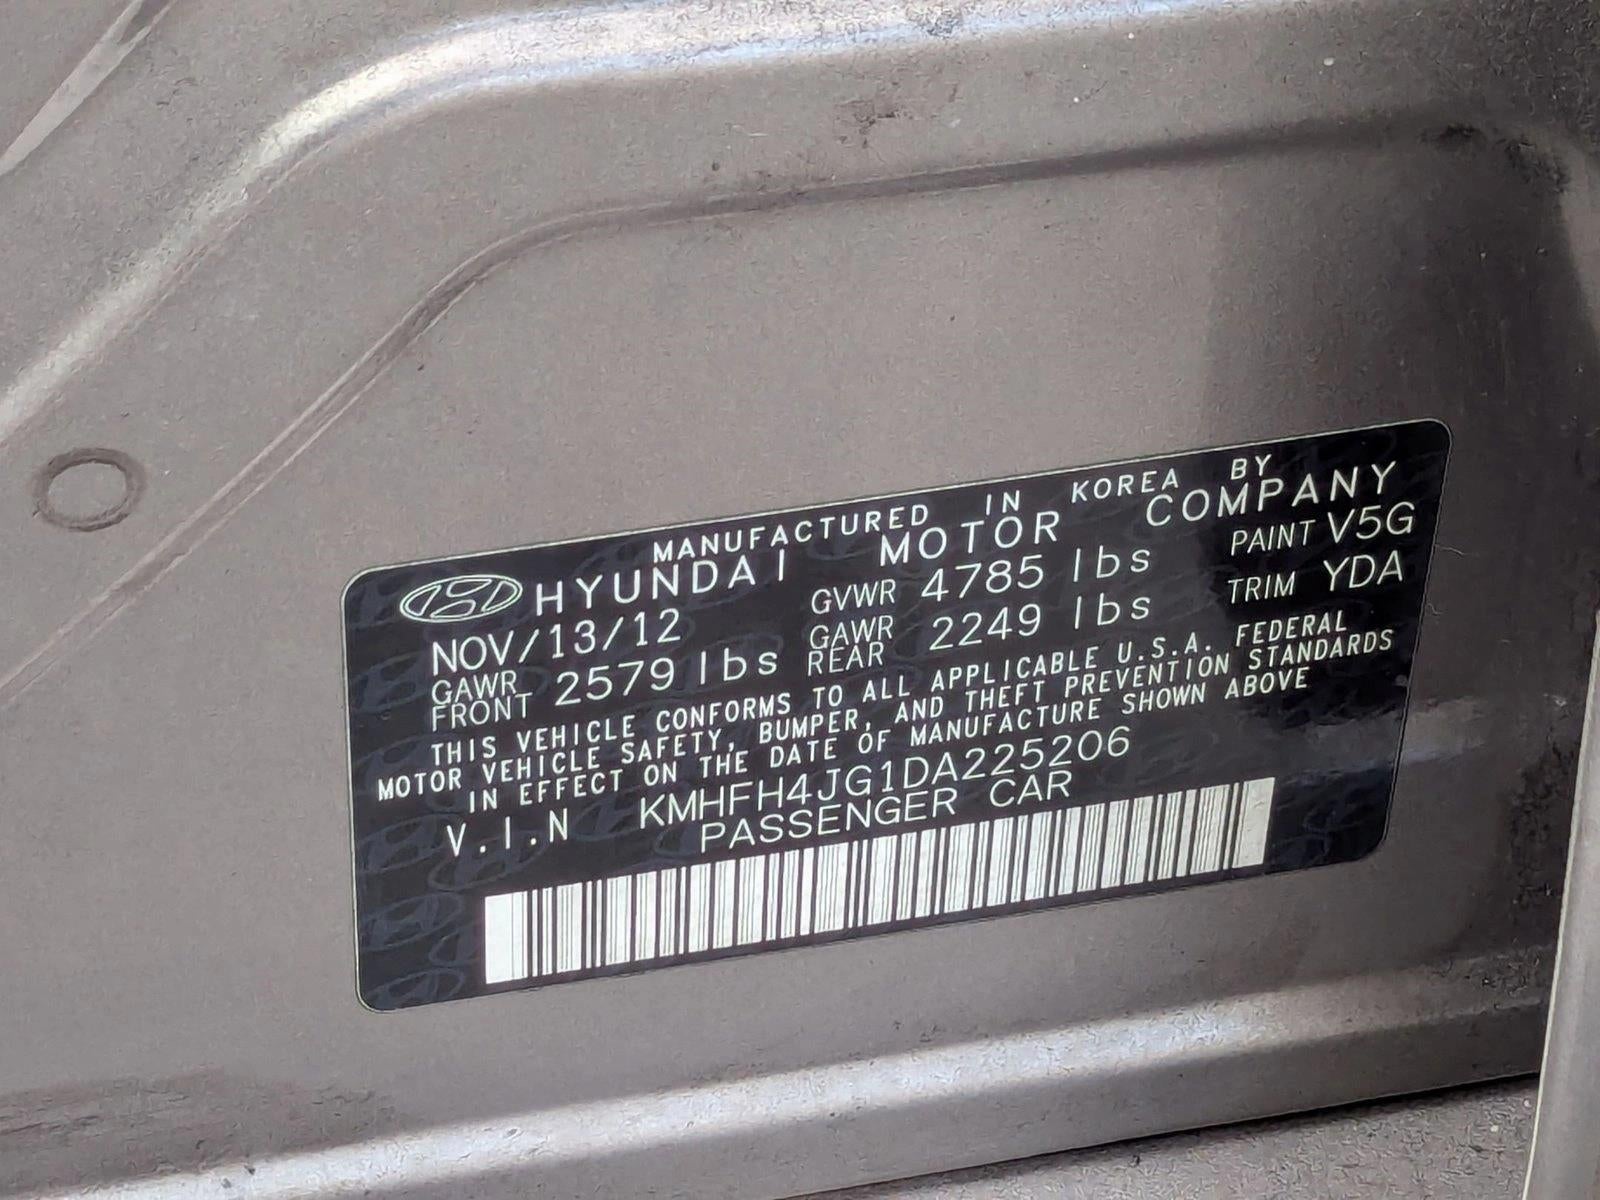 MANUFACTURED IN KOREA BY
HYUNDAI MOTOR COMPANY
NOV/13/12 GVWR 4785 lbs PAINT V5G
GAWR FRONT 2579 lbs GAWR REAR 2249 lbs TRIM YDA
THIS VEHICLE CONFORMS TO ALL APPLICABLE U.S.A. FEDERAL
MOTOR VEHICLE SAFETY, BUMPER, AND THEFT PREVENTION STANDARDS
IN EFFECT ON THE DATE OF MANUFACTURE SHOWN ABOVE
V.I.N KMHFH4JG1DA225206
PASSENGER CAR